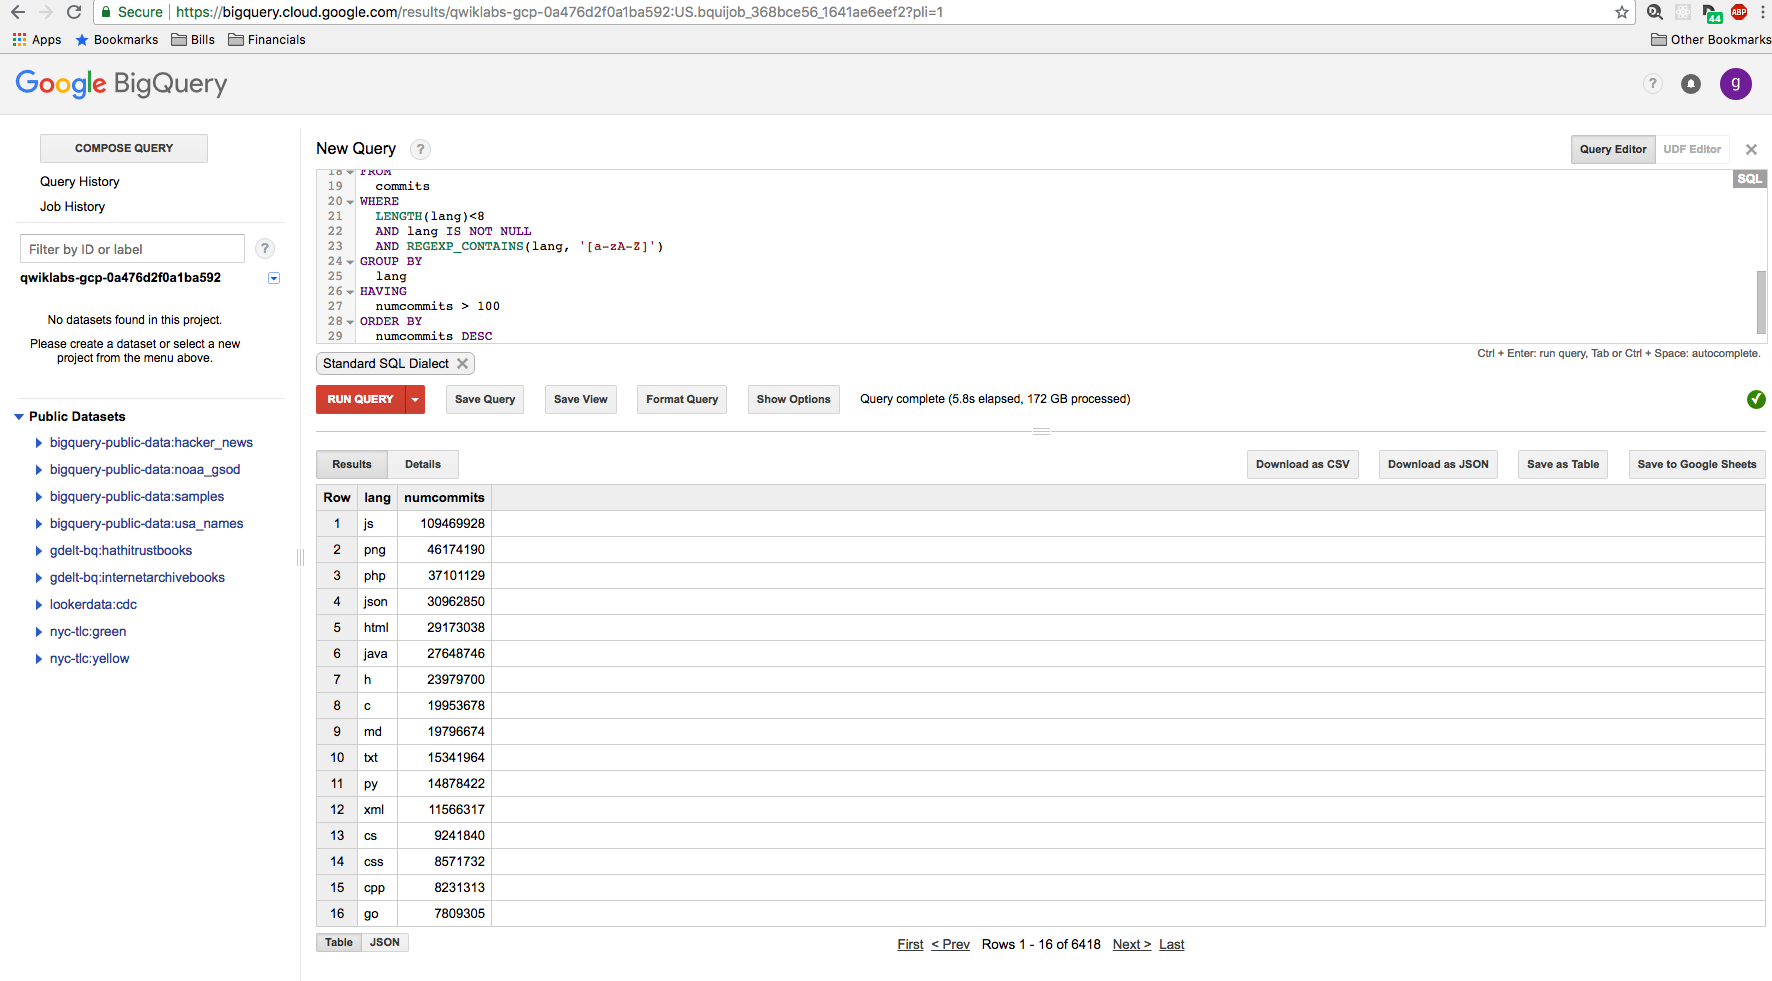 Secure https://bigquery.cloud.google.com/results/qwiklabs-gcp-0a476d2f0a1ba592:US.bquijob_368bce56_1641ae6eef2?pli=1
44 ABP
Apps Bookmarks Bills Financials Other Bookmarks
Google BigQuery ? g
COMPOSE QUERY
Query History
Job History
Filter by ID or label ?
qwiklabs-gcp-0a476d2f0a1ba592
No datasets found in this project.
Please create a dataset or select a new
project from the menu above.
Public Datasets
bigquery-public-data:hacker_news
bigquery-public-data:noaa_gsod
bigquery-public-data:samples
bigquery-public-data:usa_names
gdelt-bq:hathitrustbooks
gdelt-bq:internetarchivebooks
lookerdata:cdc
nyc-tlc:green
nyc-tlc:yellow
New Query ? Query Editor UDF Editor
SQL
18 FROM
19 commits
20 WHERE
21 LENGTH(lang)<8
22 AND lang IS NOT NULL
23 AND REGEXP_CONTAINS(lang, '[a-zA-Z]')
24 GROUP BY
25 lang
26 HAVING
27 numcommits > 100
28 ORDER BY
29 numcommits DESC
Ctrl + Enter: run query, Tab or Ctrl + Space: autocomplete.
Standard SQL Dialect
RUN QUERY Save Query Save View Format Query Show Options Query complete (5.8s elapsed, 172 GB processed)
Results Details Download as CSV Download as JSON Save as Table Save to Google Sheets
Row lang numcommits
1 js 109469928
2 png 46174190
3 php 37101129
4 json 30962850
5 html 29173038
6 java 27648746
7 h 23979700
8 c 19953678
9 md 19796674
10 txt 15341964
11 py 14878422
12 xml 11566317
13 cs 9241840
14 css 8571732
15 cpp 8231313
16 go 7809305
Table JSON First < Prev Rows 1 - 16 of 6418 Next > Last